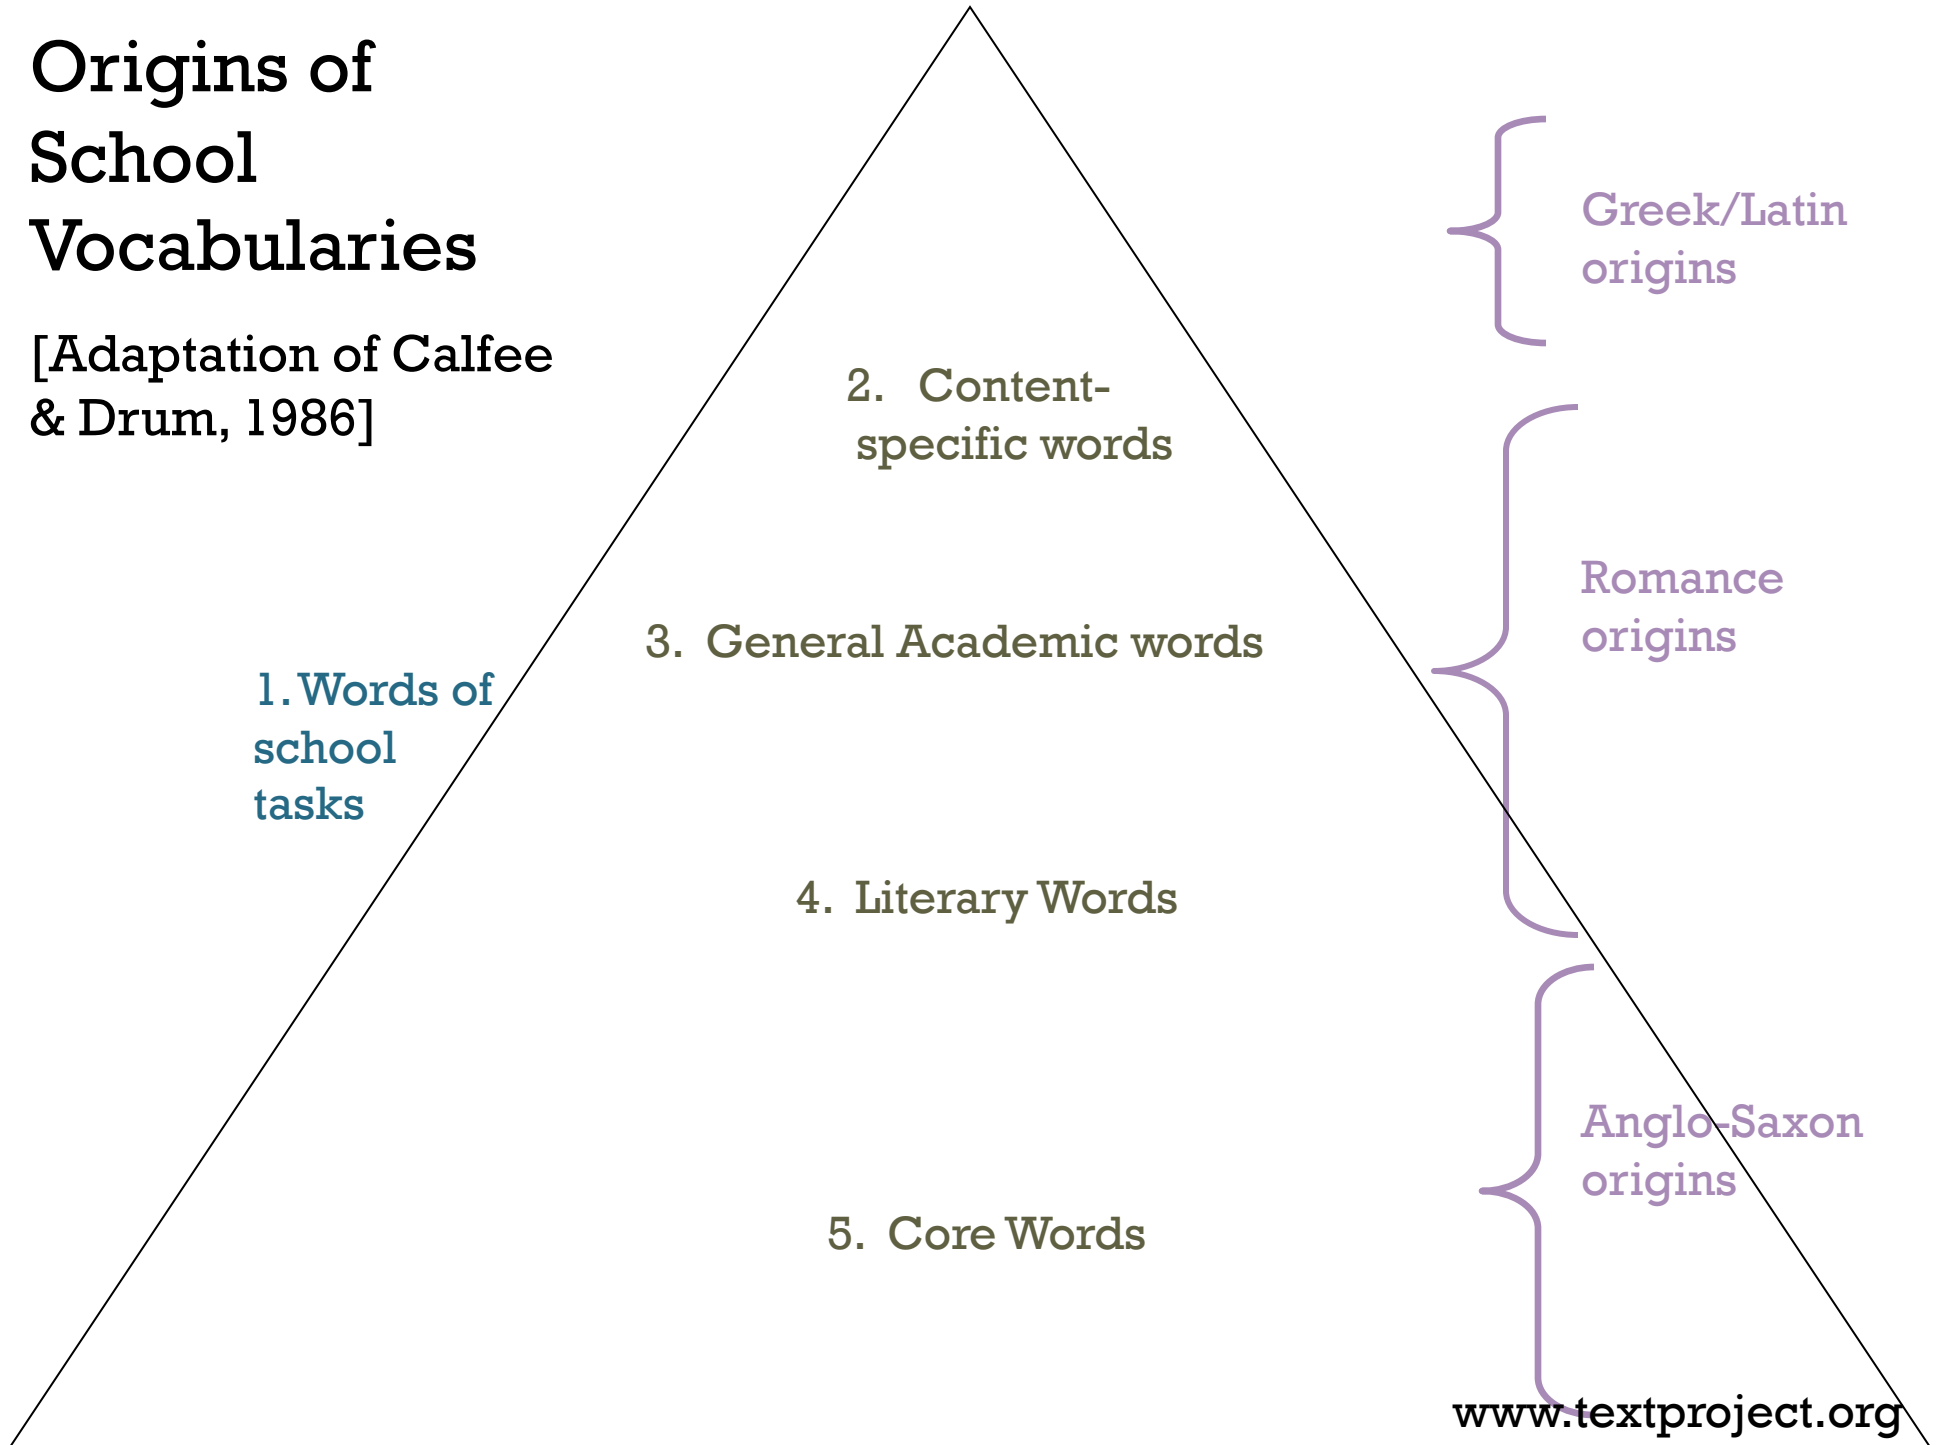 Origins of
School
Vocabularies
[Adaptation of Calfee
& Drum, 1986]
Greek/Latin
origins
2. Content-
specific words
Romance
origins
3. General Academic words
1. Words of
school
tasks
4. Literary Words
Anglo-Saxon
origins
5. Core Words
www.textproject.org